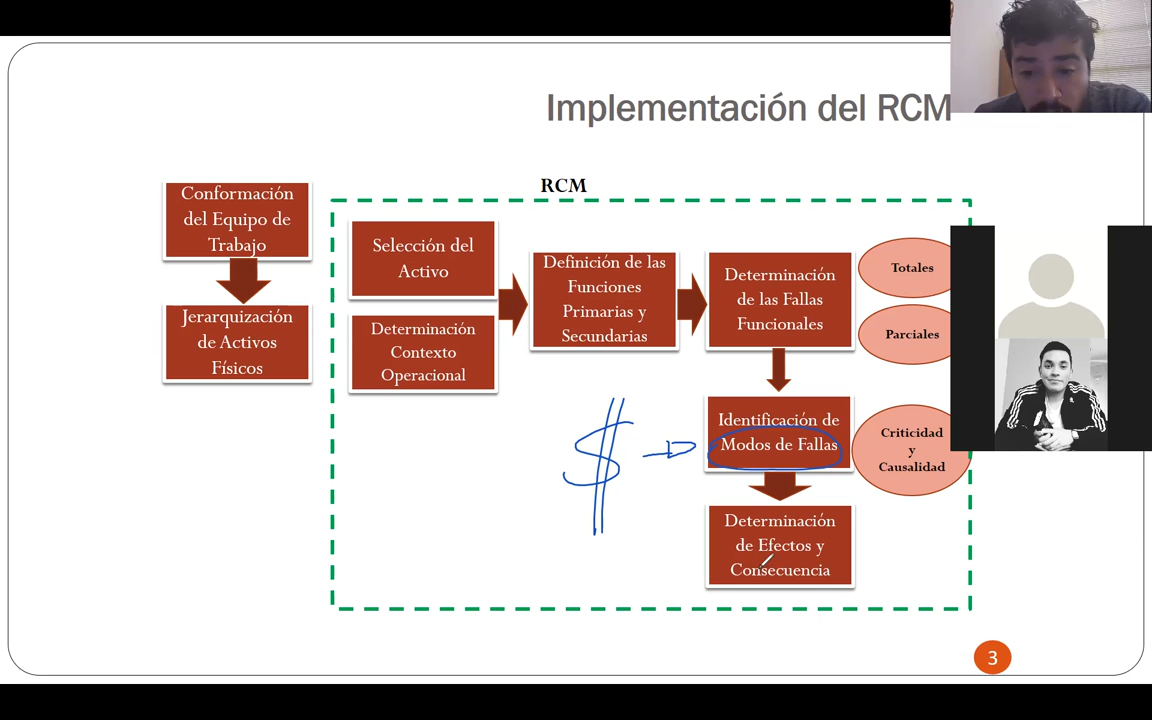 Implementación del RCM
RCM
Conformación
del Equipo de
Trabajo
Jerarquización
de Activos
Físicos
Selección del
Activo
Determinación
Contexto
Operacional
Definición de las
Funciones
Primarias y
Secundarias
Determinación
de las Fallas
Funcionales
Totales
Parciales
$
Identificación de
Modos de Fallas
Criticidad
y
Causalidad
Determinación
de Efectos y
Consecuencia
3